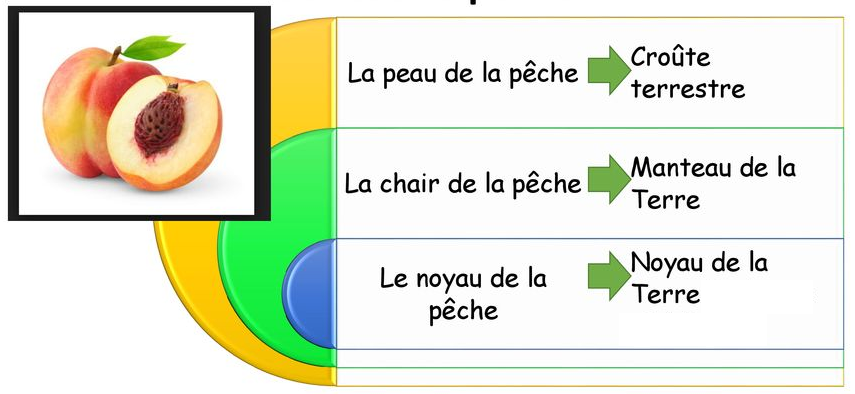 La peau de la pêche
Croûte
terrestre
La chair de la pêche
Manteau de la
Terre
Le noyau de la
pêche
Noyau de la
Terre